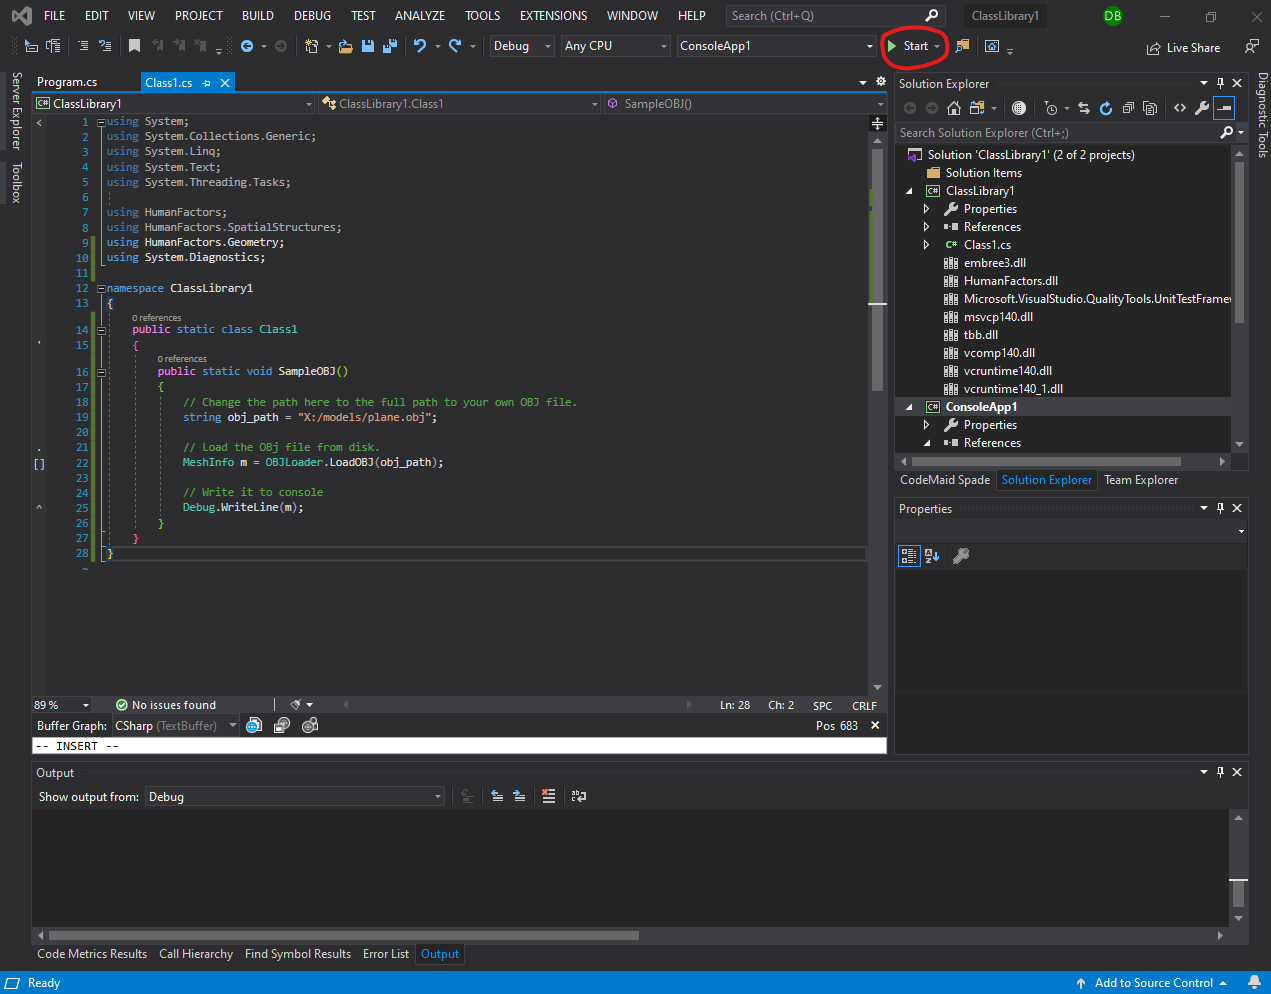 FILE EDIT VIEW PROJECT BUILD DEBUG TEST ANALYZE TOOLS EXTENSIONS WINDOW HELP Search (Ctrl+Q) ClassLibrary1 DB
Debug Any CPU ConsoleApp1 Start Live Share
Server Explorer
Toolbox
Program.cs Class1.cs
ClassLibrary1 ClassLibrary1.Class1 SampleOBJ()
1 using System;
2 using System.Collections.Generic;
3 using System.Linq;
4 using System.Text;
5 using System.Threading.Tasks;
6
7 using HumanFactors;
8 using HumanFactors.SpatialStructures;
9 using HumanFactors.Geometry;
10 using System.Diagnostics;
11
12 namespace ClassLibrary1
13 {
0 references
14 public static class Class1
15 {
0 references
16 public static void SampleOBJ()
17 {
18 // Change the path here to the full path to your own OBJ file.
19 string obj_path = "X:/models/plane.obj";
20
21 // Load the OBj file from disk.
22 MeshInfo m = OBJLoader.LoadOBJ(obj_path);
23
24 // Write it to console
25 Debug.WriteLine(m);
26 }
27 }
28 }
~
89 % No issues found Ln: 28 Ch: 2 SPC CRLF
Buffer Graph: CSharp (TextBuffer) Pos 683
-- INSERT --
Solution Explorer
Search Solution Explorer (Ctrl+;)
Solution 'ClassLibrary1' (2 of 2 projects)
Solution Items
C# ClassLibrary1
Properties
References
C# Class1.cs
embree3.dll
HumanFactors.dll
Microsoft.VisualStudio.QualityTools.UnitTestFramew
msvcp140.dll
tbb.dll
vcomp140.dll
vcruntime140.dll
vcruntime140_1.dll
C# ConsoleApp1
Properties
References
CodeMaid Spade Solution Explorer Team Explorer
Properties
Diagnostic Tools
Output
Show output from: Debug
Code Metrics Results Call Hierarchy Find Symbol Results Error List Output
Ready Add to Source Control